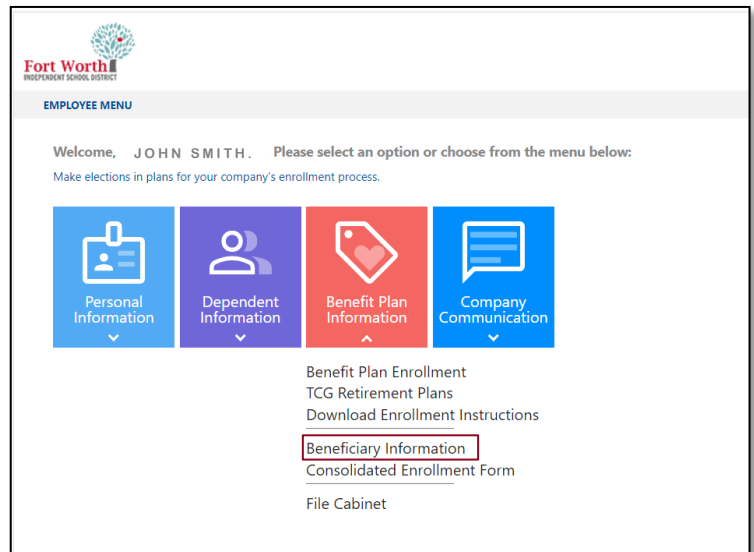 Fort Worth
INDEPENDENT SCHOOL DISTRICT
EMPLOYEE MENU
Welcome, JOHN SMITH. Please select an option or choose from the menu below:
Make elections in plans for your company's enrollment process.
Personal
Information
Dependent
Information
Benefit Plan
Information
Company
Communication
Benefit Plan Enrollment
TCG Retirement Plans
Download Enrollment Instructions
Beneficiary Information
Consolidated Enrollment Form
File Cabinet